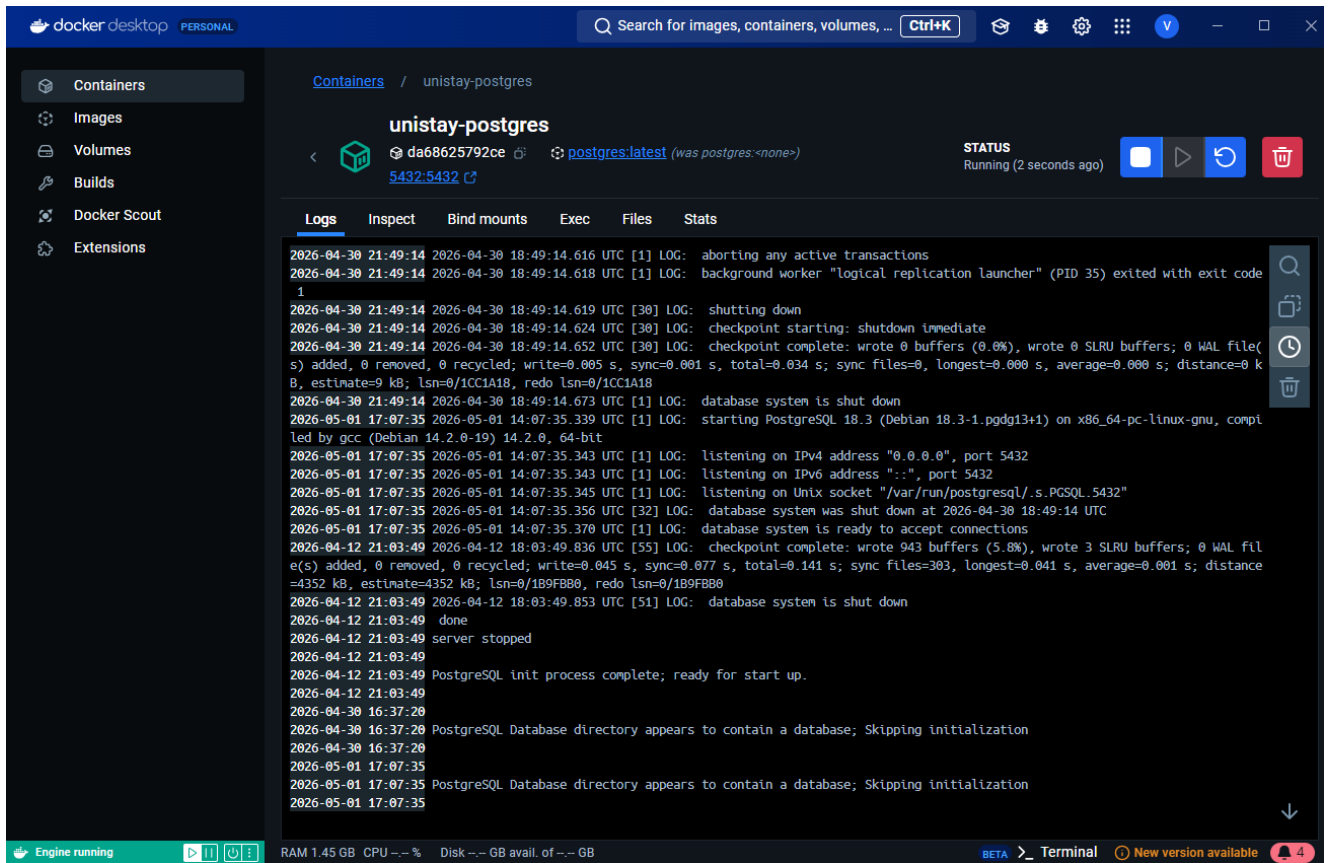 docker desktop PERSONAL
Search for images, containers, volumes, ... Ctrl+K
V
Containers
Images
Volumes
Builds
Docker Scout
Extensions
Containers / unistay-postgres
unistay-postgres
da68625792ce postgres:latest (was postgres:<none>)
5432:5432
STATUS
Running (2 seconds ago)
Logs Inspect Bind mounts Exec Files Stats
2026-04-30 21:49:14 2026-04-30 18:49:14.616 UTC [1] LOG:  aborting any active transactions
2026-04-30 21:49:14 2026-04-30 18:49:14.618 UTC [1] LOG:  background worker "logical replication launcher" (PID 35) exited with exit code
1
2026-04-30 21:49:14 2026-04-30 18:49:14.619 UTC [30] LOG:  shutting down
2026-04-30 21:49:14 2026-04-30 18:49:14.624 UTC [30] LOG:  checkpoint starting: shutdown immediate
2026-04-30 21:49:14 2026-04-30 18:49:14.652 UTC [30] LOG:  checkpoint complete: wrote 0 buffers (0.0%), wrote 0 SLRU buffers; 0 WAL file(
s) added, 0 removed, 0 recycled; write=0.005 s, sync=0.001 s, total=0.034 s; sync files=0, longest=0.000 s, average=0.000 s; distance=0 k
B, estimate=9 kB; lsn=0/1CC1A18, redo lsn=0/1CC1A18
2026-04-30 21:49:14 2026-04-30 18:49:14.673 UTC [1] LOG:  database system is shut down
2026-05-01 17:07:35 2026-05-01 14:07:35.339 UTC [1] LOG:  starting PostgreSQL 18.3 (Debian 18.3-1.pgdg13+1) on x86_64-pc-linux-gnu, compi
led by gcc (Debian 14.2.0-19) 14.2.0, 64-bit
2026-05-01 17:07:35 2026-05-01 14:07:35.343 UTC [1] LOG:  listening on IPv4 address "0.0.0.0", port 5432
2026-05-01 17:07:35 2026-05-01 14:07:35.343 UTC [1] LOG:  listening on IPv6 address "::", port 5432
2026-05-01 17:07:35 2026-05-01 14:07:35.345 UTC [1] LOG:  listening on Unix socket "/var/run/postgresql/.s.PGSQL.5432"
2026-05-01 17:07:35 2026-05-01 14:07:35.356 UTC [32] LOG:  database system was shut down at 2026-04-30 18:49:14 UTC
2026-05-01 17:07:35 2026-05-01 14:07:35.370 UTC [1] LOG:  database system is ready to accept connections
2026-04-12 21:03:49 2026-04-12 18:03:49.836 UTC [55] LOG:  checkpoint complete: wrote 943 buffers (5.8%), wrote 3 SLRU buffers; 0 WAL fil
e(s) added, 0 removed, 0 recycled; write=0.045 s, sync=0.077 s, total=0.141 s; sync files=303, longest=0.041 s, average=0.001 s; distance
=4352 kB, estimate=4352 kB; lsn=0/1B9FBB0, redo lsn=0/1B9FBB0
2026-04-12 21:03:49 2026-04-12 18:03:49.853 UTC [51] LOG:  database system is shut down
2026-04-12 21:03:49  done
2026-04-12 21:03:49 server stopped
2026-04-12 21:03:49
2026-04-12 21:03:49 PostgreSQL init process complete; ready for start up.
2026-04-12 21:03:49
2026-04-30 16:37:20
2026-04-30 16:37:20 PostgreSQL Database directory appears to contain a database; Skipping initialization
2026-04-30 16:37:20
2026-05-01 17:07:35
2026-05-01 17:07:35 PostgreSQL Database directory appears to contain a database; Skipping initialization
2026-05-01 17:07:35
Engine running RAM 1.45 GB CPU --.-- % Disk --.-- GB avail. of --.-- GB BETA >_ Terminal New version available 4